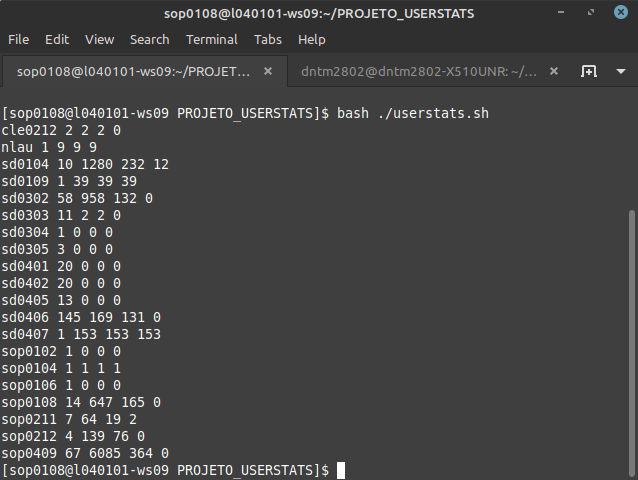 sop0108@l040101-ws09:~/PROJETO_USERSTATS
File Edit View Search Terminal Tabs Help
sop0108@l040101-ws09:~/PROJET... × dntm2802@dntm2802-X510UNR: ~/... ×
[sop0108@l040101-ws09 PROJETO_USERSTATS]$ bash ./userstats.sh
cle0212 2 2 2 0
nlau 1 9 9 9
sd0104 10 1280 232 12
sd0109 1 39 39 39
sd0302 58 958 132 0
sd0303 11 2 2 0
sd0304 1 0 0 0
sd0305 3 0 0 0
sd0401 20 0 0 0
sd0402 20 0 0 0
sd0405 13 0 0 0
sd0406 145 169 131 0
sd0407 1 153 153 153
sop0102 1 0 0 0
sop0104 1 1 1 1
sop0106 1 0 0 0
sop0108 14 647 165 0
sop0211 7 64 19 2
sop0212 4 139 76 0
sop0409 67 6085 364 0
[sop0108@l040101-ws09 PROJETO_USERSTATS]$